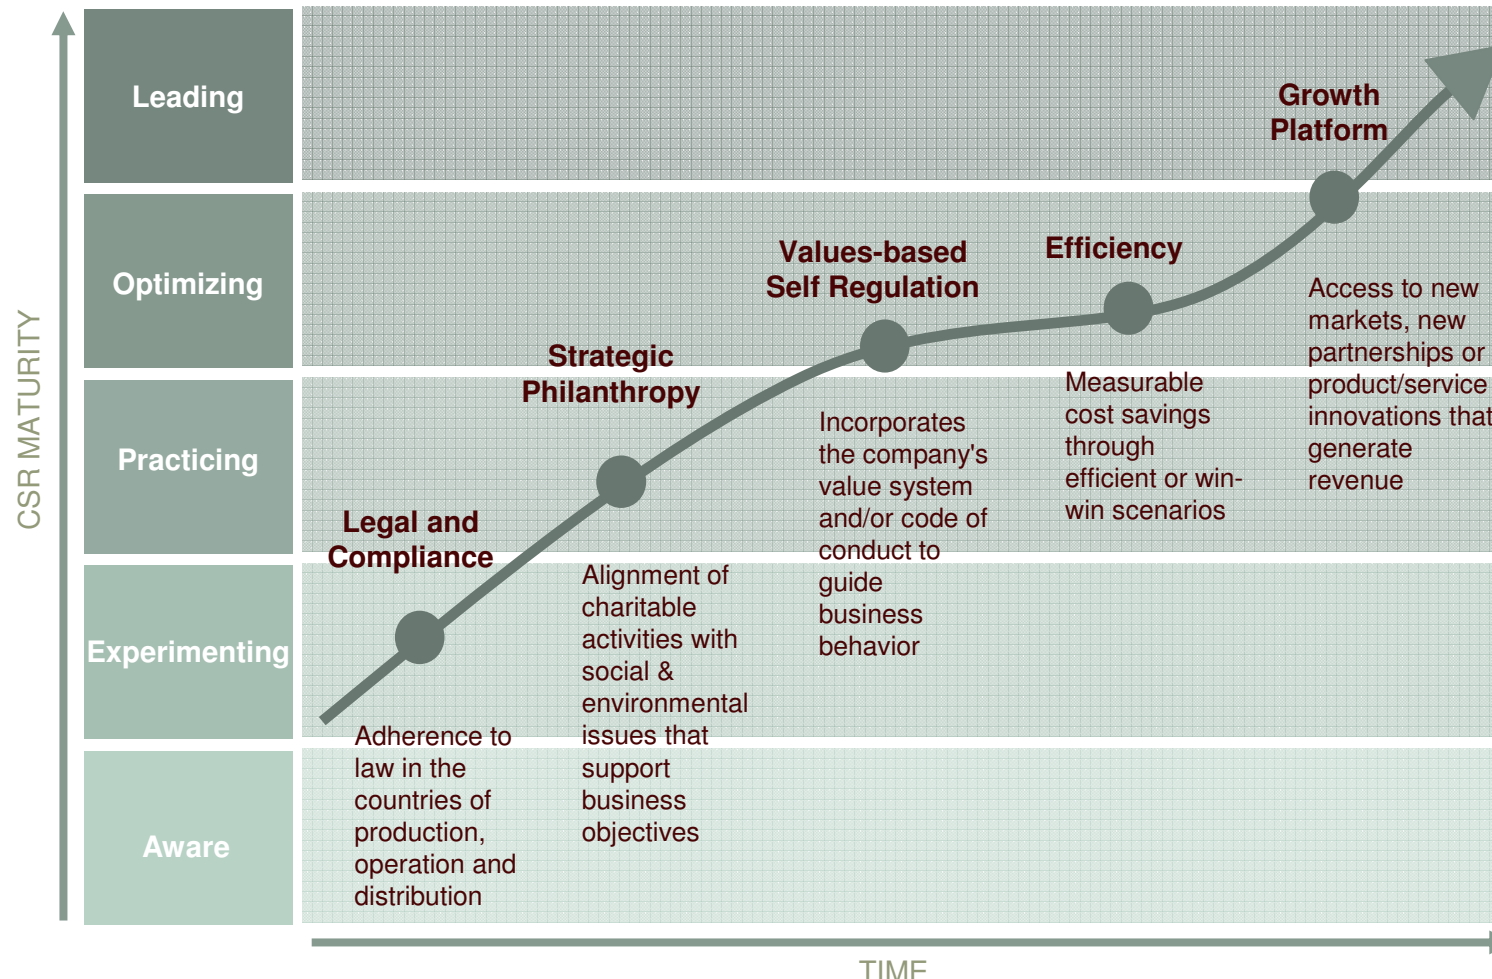 CSR MATURITY
Leading
Optimizing
Practicing
Experimenting
Aware
Legal and
Compliance
Adherence to
law in the
countries of
production,
operation and
distribution
Strategic
Philanthropy
Alignment of
charitable
activities with
social &
environmental
issues that
support
business
objectives
Values-based
Self Regulation
Incorporates
the company's
value system
and/or code of
conduct to
guide
business
behavior
Efficiency
Measurable
cost savings
through
efficient or win-
win scenarios
Growth
Platform
Access to new
markets, new
partnerships or
product/service
innovations that
generate
revenue
TIME